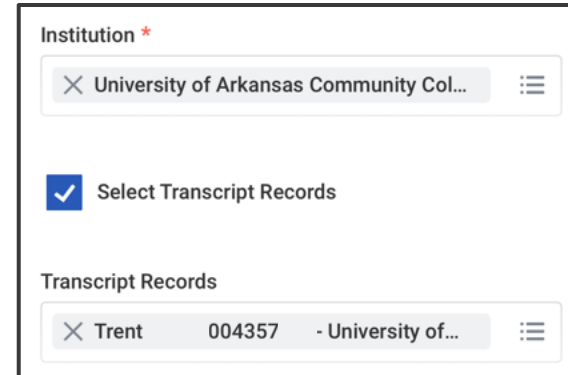 Institution *
University of Arkansas Community Col...
Select Transcript Records
Transcript Records
Trent 004357 - University of...